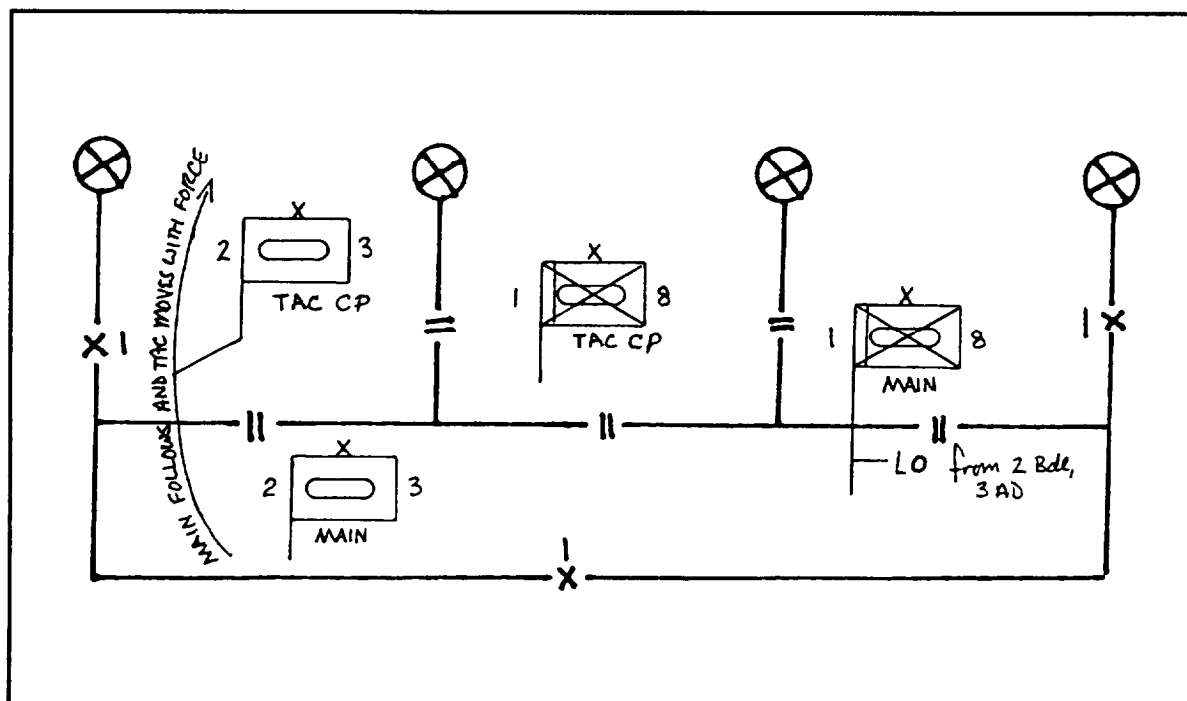 MAIN FOLLOWS AND TAC MOVES WITH FORCE
X
2 3
TAC CP
X
1 8
TAC CP
X
1 8
MAIN
X 1
1 X
X
2 3
MAIN
LO from 2 Bde,
3 AD
1
X